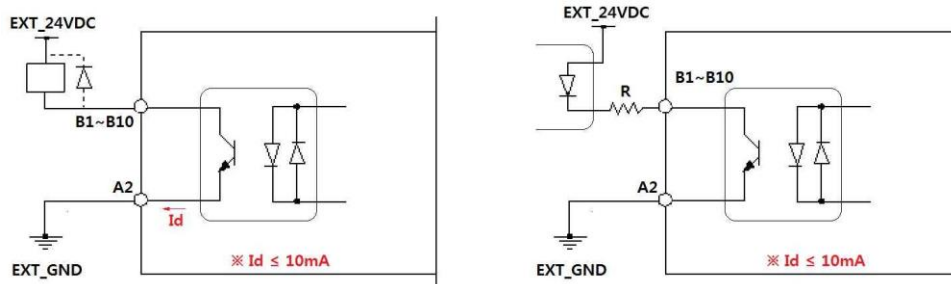 EXT_24VDC
B1~B10
A2
Id
EXT_GND
※ Id ≤ 10mA
EXT_24VDC
R
B1~B10
A2
EXT_GND
※ Id ≤ 10mA